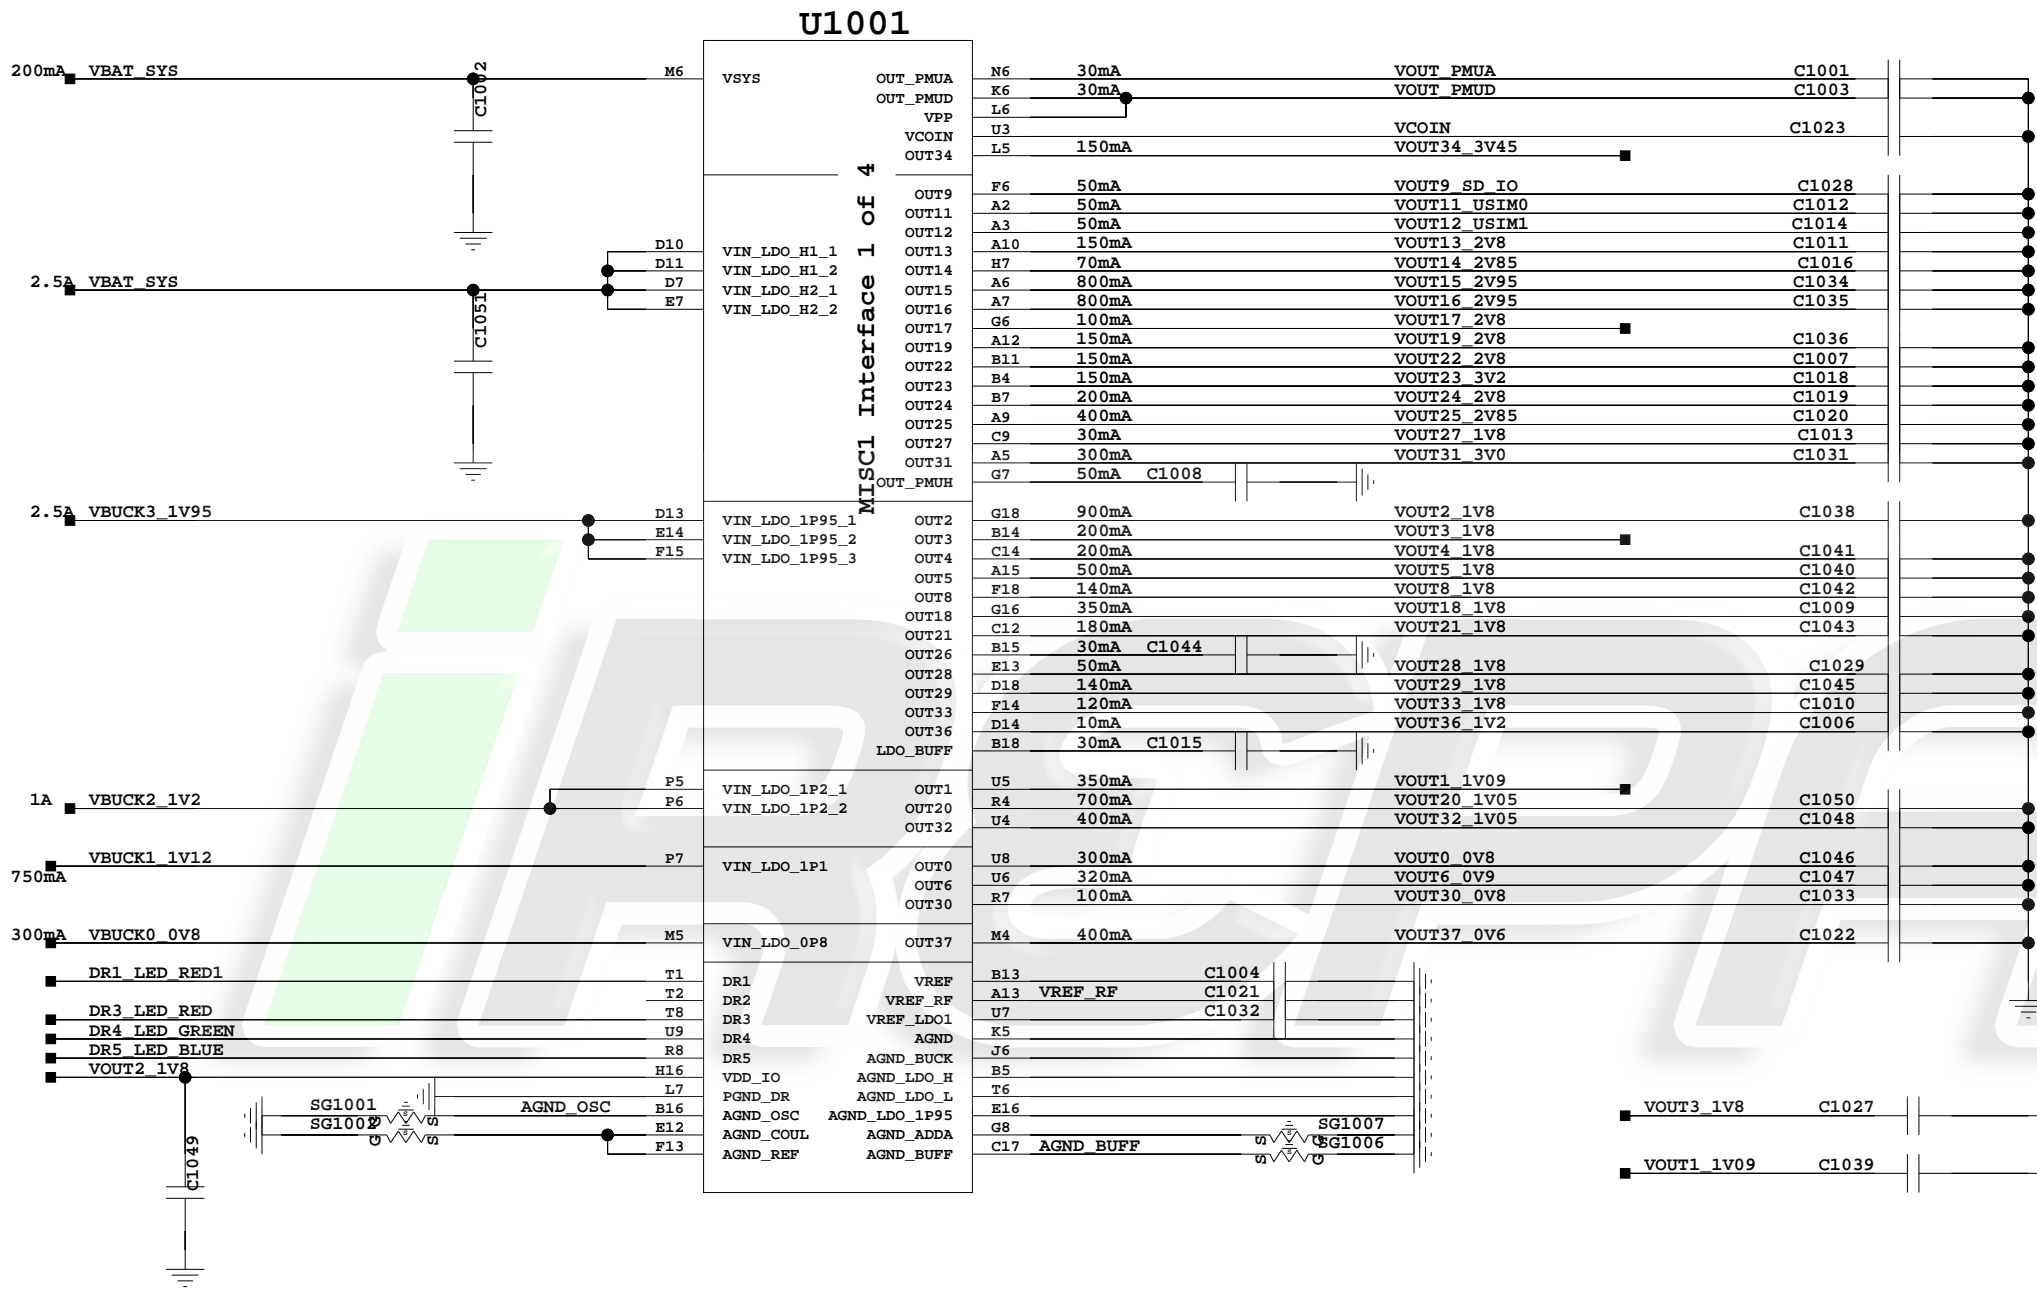 U1001
200mA VBAT_SYS C1002 M6 VSYS OUT_PMUA N6 30mA VOUT_PMUA C1001
OUT_PMUD K6 30mA VOUT_PMUD C1003
VPP L6
VCOIN U3 VCOIN C1023
OUT34 L5 150mA VOUT34_3V45
MISC1 Interface 1 of 4
OUT9 F6 50mA VOUT9_SD_IO C1028
OUT11 A2 50mA VOUT11_USIM0 C1012
OUT12 A3 50mA VOUT12_USIM1 C1014
D10 VIN_LDO_H1_1 OUT13 A10 150mA VOUT13_2V8 C1011
D11 VIN_LDO_H1_2 OUT14 H7 70mA VOUT14_2V85 C1016
2.5A VBAT_SYS C1051 D7 VIN_LDO_H2_1 OUT15 A6 800mA VOUT15_2V95 C1034
E7 VIN_LDO_H2_2 OUT16 A7 800mA VOUT16_2V95 C1035
OUT17 G6 100mA VOUT17_2V8
OUT19 A12 150mA VOUT19_2V8 C1036
OUT22 B11 150mA VOUT22_2V8 C1007
OUT23 B4 150mA VOUT23_3V2 C1018
OUT24 B7 200mA VOUT24_2V8 C1019
OUT25 A9 400mA VOUT25_2V85 C1020
OUT27 C9 30mA VOUT27_1V8 C1013
OUT31 A5 300mA VOUT31_3V0 C1031
OUT_PMUH G7 50mA C1008
2.5A VBUCK3_1V95 D13 VIN_LDO_1P95_1 OUT2 G18 900mA VOUT2_1V8 C1038
E14 VIN_LDO_1P95_2 OUT3 B14 200mA VOUT3_1V8
F15 VIN_LDO_1P95_3 OUT4 C14 200mA VOUT4_1V8 C1041
OUT5 A15 500mA VOUT5_1V8 C1040
OUT8 F18 140mA VOUT8_1V8 C1042
OUT18 G16 350mA VOUT18_1V8 C1009
OUT21 C12 180mA VOUT21_1V8 C1043
OUT26 B15 30mA C1044
OUT28 E13 50mA VOUT28_1V8 C1029
OUT29 D18 140mA VOUT29_1V8 C1045
OUT33 F14 120mA VOUT33_1V8 C1010
OUT36 D14 10mA VOUT36_1V2 C1006
LDO_BUFF B18 30mA C1015
P5 VIN_LDO_1P2_1 OUT1 U5 350mA VOUT1_1V09
1A VBUCK2_1V2 P6 VIN_LDO_1P2_2 OUT20 R4 700mA VOUT20_1V05 C1050
OUT32 U4 400mA VOUT32_1V05 C1048
750mA VBUCK1_1V12 P7 VIN_LDO_1P1 OUT0 U8 300mA VOUT0_0V8 C1046
OUT6 U6 320mA VOUT6_0V9 C1047
OUT30 R7 100mA VOUT30_0V8 C1033
300mA VBUCK0_0V8 M5 VIN_LDO_0P8 OUT37 M4 400mA VOUT37_0V6 C1022
DR1_LED_RED1 T1 DR1 VREF B13 C1004
T2 DR2 VREF_RF A13 VREF_RF C1021
DR3_LED_RED T8 DR3 VREF_LDO1 U7 C1032
DR4_LED_GREEN U9 DR4 AGND K5
DR5_LED_BLUE R8 DR5 AGND_BUCK J6
VOUT2_1V8 C1049 H16 VDD_IO AGND_LDO_H B5
L7 PGND_DR AGND_LDO_L T6
SG1001 G S AGND_OSC B16 AGND_OSC AGND_LDO_1P95 E16
SG1002 G S E12 AGND_COUL AGND_ADDA G8 S G SG1007
F13 AGND_REF AGND_BUFF C17 AGND_BUFF S G SG1006
VOUT3_1V8 C1027
VOUT1_1V09 C1039